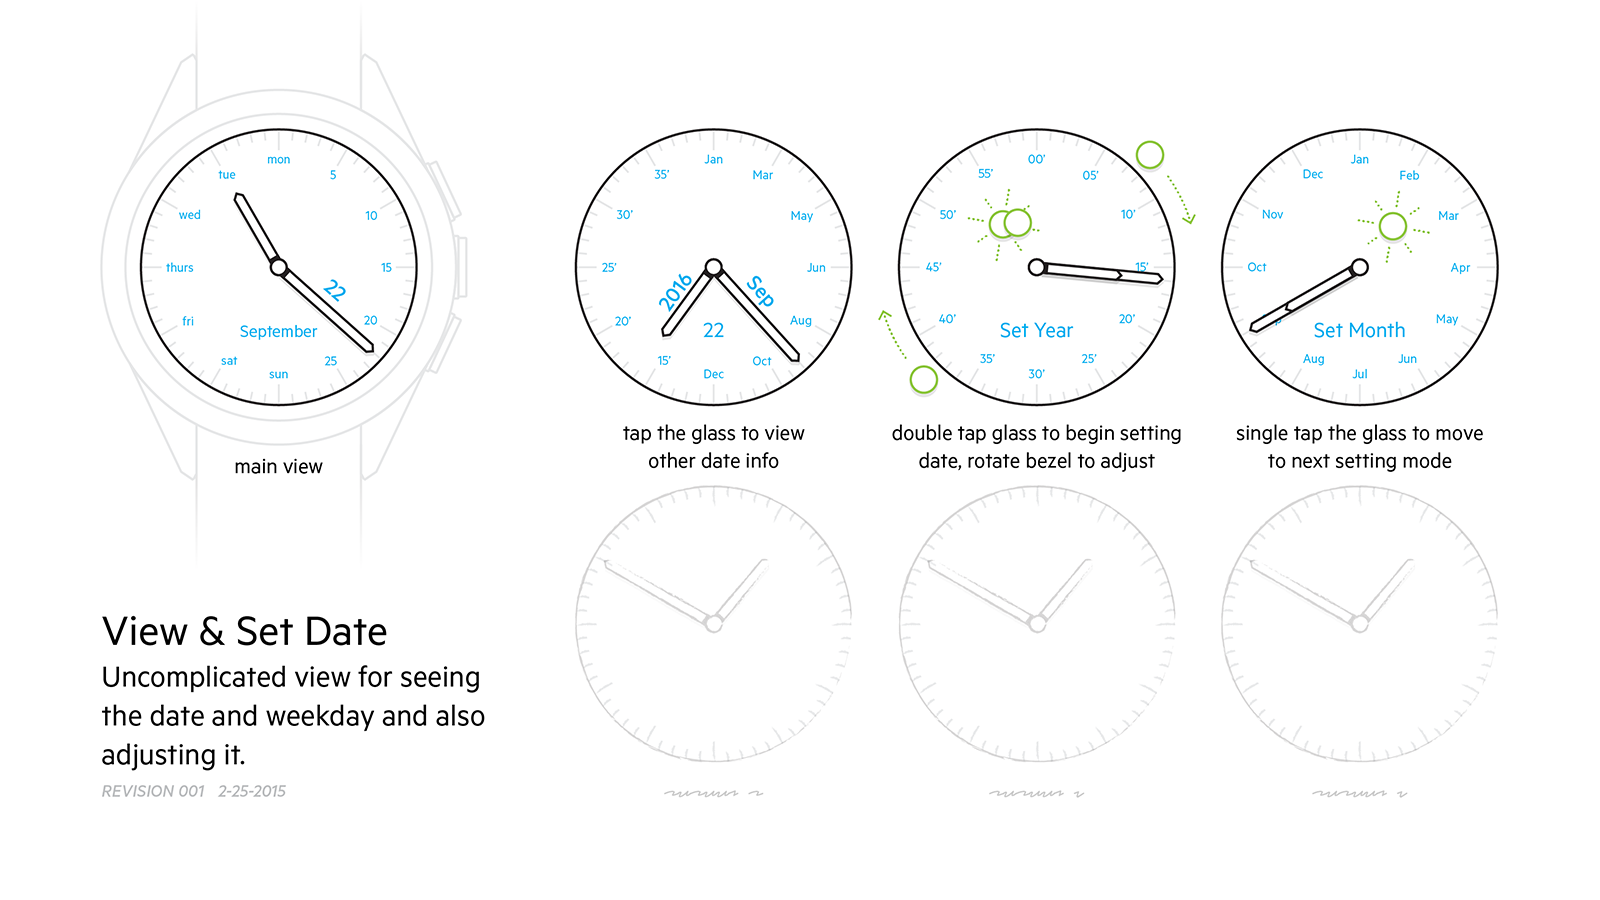 mon
tue
5
wed
10
thurs
15
22
fri
20
September
sat
25
sun
main view
Jan
35' Mar
30' May
25' Jun
2016 Sep
20' Aug
22
15' Oct
Dec
tap the glass to view
other date info
00'
55' 05'
50' 10'
45' 15'
40' 20'
Set Year
35' 25'
30'
double tap glass to begin setting
date, rotate bezel to adjust
Jan
Dec Feb
Nov Mar
Oct Apr
May
Set Month
Aug Jun
Jul
single tap the glass to move
to next setting mode
View & Set Date
Uncomplicated view for seeing
the date and weekday and also
adjusting it.
REVISION 001 2-25-2015